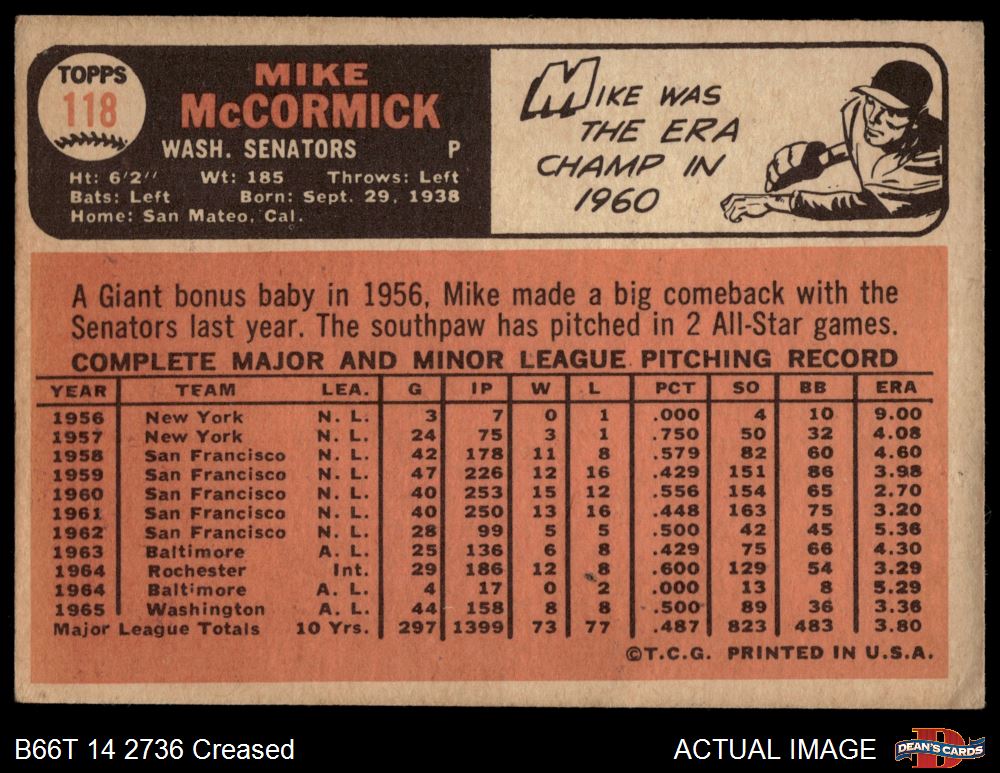 TOPPS
118
MIKE
McCORMICK
WASH. SENATORS P
Ht: 6'2" Wt: 185 Throws: Left
Bats: Left Born: Sept. 29, 1938
Home: San Mateo, Cal.
MIKE WAS
THE ERA
CHAMP IN
1960
A Giant bonus baby in 1956, Mike made a big comeback with the
Senators last year. The southpaw has pitched in 2 All-Star games.
COMPLETE MAJOR AND MINOR LEAGUE PITCHING RECORD
YEAR TEAM LEA. G IP W L PCT SO BB ERA
1956 New York N. L. 3 7 0 1 .000 4 10 9.00
1957 New York N. L. 24 75 3 1 .750 50 32 4.08
1958 San Francisco N. L. 42 178 11 8 .579 82 60 4.60
1959 San Francisco N. L. 47 226 12 16 .429 151 86 3.98
1960 San Francisco N. L. 40 253 15 12 .556 154 65 2.70
1961 San Francisco N. L. 40 250 13 16 .448 163 75 3.20
1962 San Francisco N. L. 28 99 5 5 .500 42 45 5.36
1963 Baltimore A. L. 25 136 6 8 .429 75 66 4.30
1964 Rochester Int. 29 186 12 8 .600 129 54 3.29
1964 Baltimore A. L. 4 17 0 2 .000 13 8 5.29
1965 Washington A. L. 44 158 8 8 .500 89 36 3.36
Major League Totals 10 Yrs. 297 1399 73 77 .487 823 483 3.80
©T.C.G. PRINTED IN U.S.A.
B66T 14 2736 Creased
ACTUAL IMAGE
D
DEAN'S CARDS